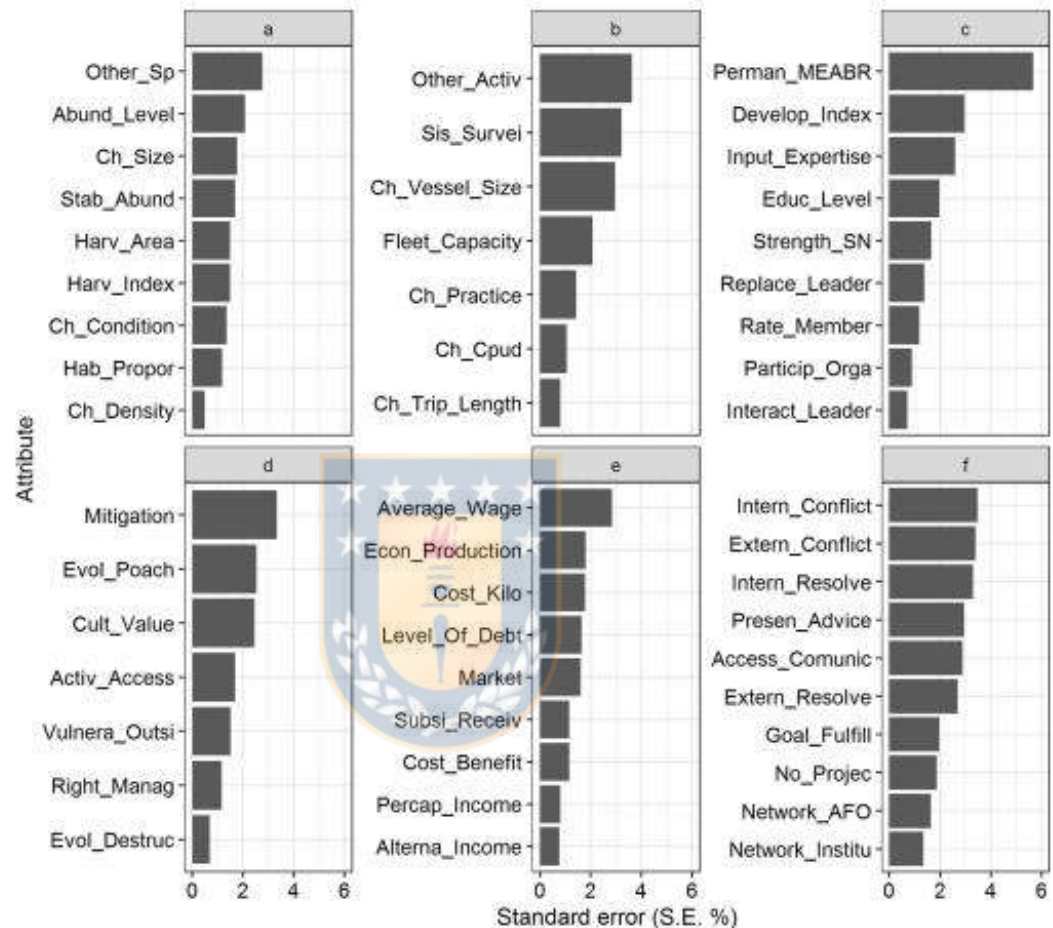 a
Other_Sp
Abund_Level
Ch_Size
Stab_Abund
Harv_Area
Harv_Index
Ch_Condition
Hab_Propor
Ch_Density
b
Other_Activ
Sis_Survei
Ch_Vessel_Size
Fleet_Capacity
Ch_Practice
Ch_Cpud
Ch_Trip_Length
c
Perman_MEABR
Develop_Index
Input_Expertise
Educ_Level
Strength_SN
Replace_Leader
Rate_Member
Particip_Orga
Interact_Leader
Attribute
d
Mitigation
Evol_Poach
Cult_Value
Activ_Access
Vulnera_Outsi
Right_Manag
Evol_Destruc
0 2 4 6
e
Average_Wage
Econ_Production
Cost_Kilo
Level_Of_Debt
Market
Subsi_Receiv
Cost_Benefit
Percap_Income
Alterna_Income
0 2 4 6
f
Intern_Conflict
Extern_Conflict
Intern_Resolve
Presen_Advice
Access_Comunic
Extern_Resolve
Goal_Fulfill
No_Projec
Network_AFO
Network_Institu
0 2 4 6
Standard error (S.E. %)